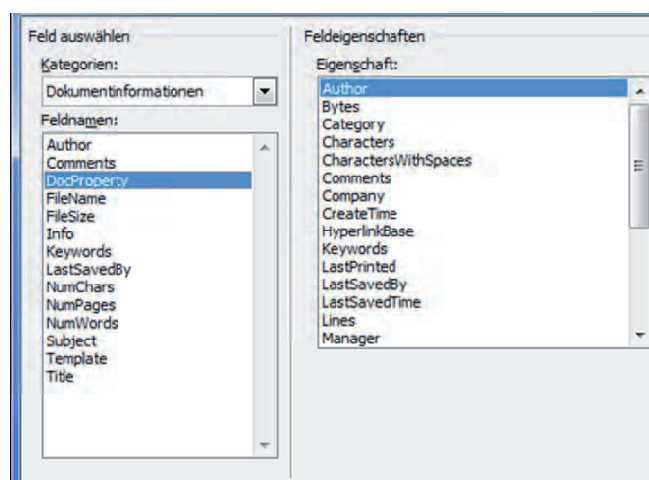 Feld auswählen
Kategorien:
Dokumentinformationen
Feldnamen:
Author
Comments
DocProperty
FileName
FileSize
Info
Keywords
LastSavedBy
NumChars
NumPages
NumWords
Subject
Template
Title
Feldeigenschaften
Eigenschaft:
Author
Bytes
Category
Characters
CharactersWithSpaces
Comments
Company
CreateTime
HyperlinkBase
Keywords
LastPrinted
LastSavedBy
LastSavedTime
Lines
Manager